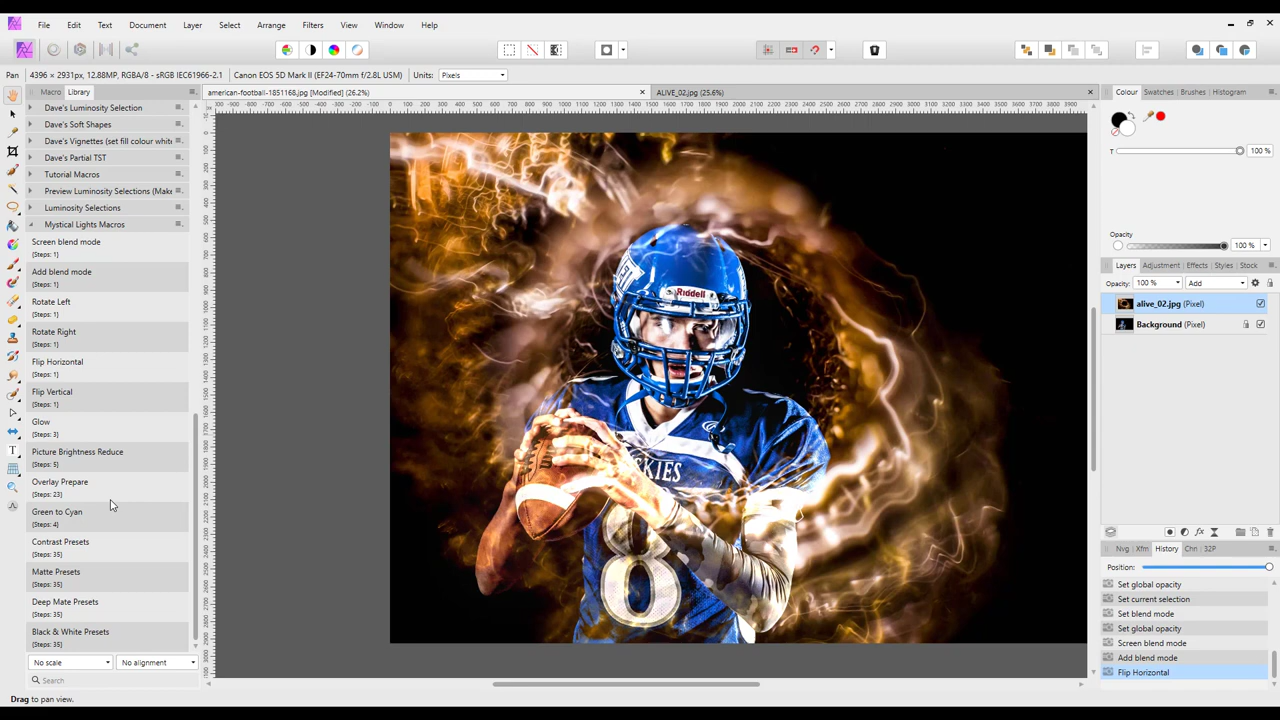 File Edit Text Document Layer Select Arrange Filters View Window Help
Pan 4396 × 2931px, 12.88MP, RGBA/8 - sRGB IEC61966-2.1 Canon EOS 5D Mark II (EF24-70mm f/2.8L USM) Units: Pixels
Macro Library
american-football-1851168.jpg [Modified] (26.2%)
ALIVE_02.jpg (25.6%)
Dave's Luminosity Selection
Dave's Soft Shapes
Dave's Vignettes (set fill colour white
Dave's Partial TST
Tutorial Macros
Preview Luminosity Selections (Make
Luminosity Selections
Mystical Lights Macros
Screen blend mode
[Steps: 1]
Add blend mode
[Steps: 1]
Rotate Left
[Steps: 1]
Rotate Right
[Steps: 1]
Flip Horizontal
[Steps: 1]
Flip Vertical
[Steps: 1]
Glow
[Steps: 3]
Picture Brightness Reduce
[Steps: 5]
Overlay Prepare
[Steps: 23]
Green to Cyan
[Steps: 4]
Contrast Presets
[Steps: 35]
Matte Presets
[Steps: 35]
Deep Mate Presets
[Steps: 35]
Black & White Presets
[Steps: 35]
No scale No alignment
Search
Drag to pan view.
Riddell
KIES
8
Colour Swatches Brushes Histogram
T 100 %
Opacity
100 %
Layers Adjustment Effects Styles Stock
Opacity: 100 % Add
alive_02.jpg (Pixel)
Background (Pixel)
Nvg Xfm History Chn 32P
Position:
Set global opacity
Set current selection
Set blend mode
Set global opacity
Screen blend mode
Add blend mode
Flip Horizontal